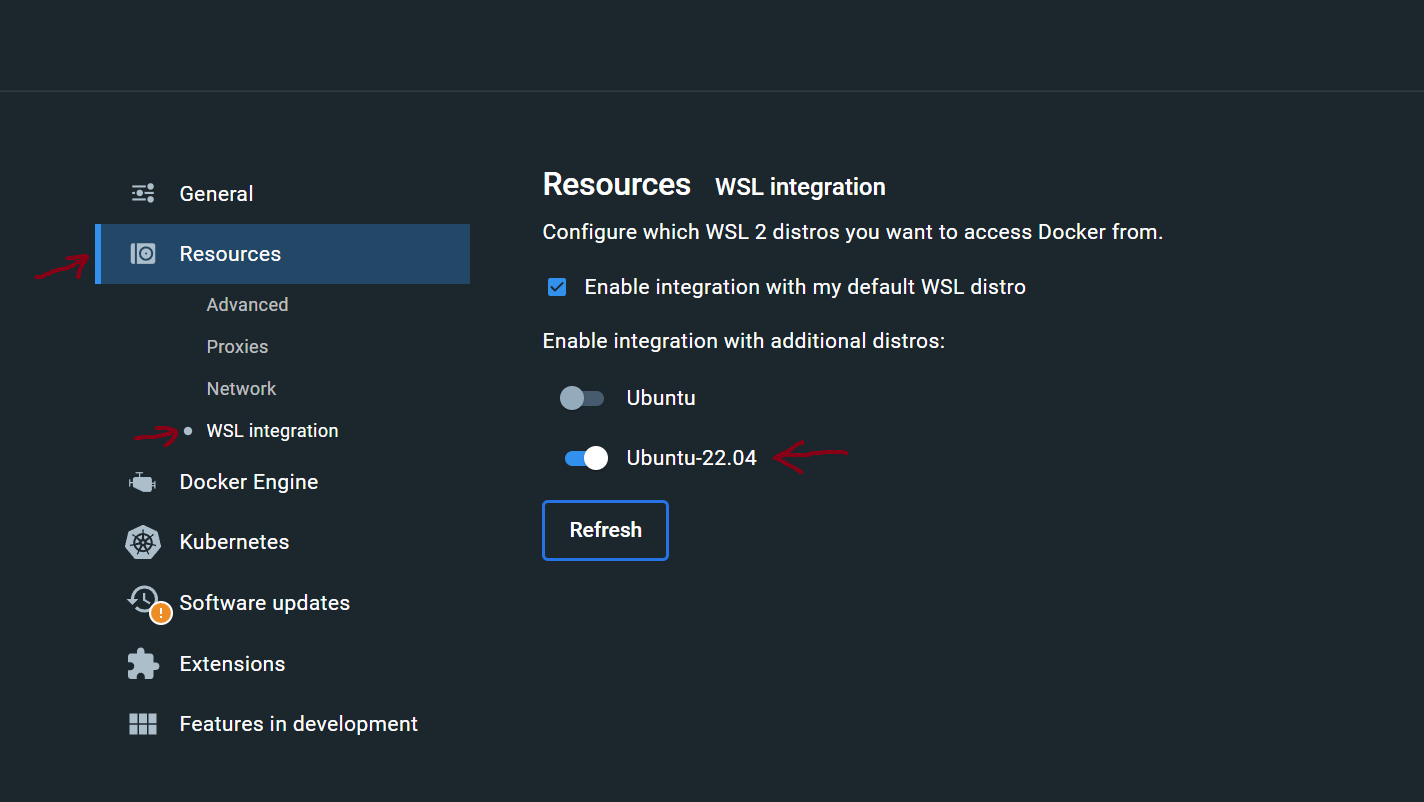 General
Resources
Advanced
Proxies
Network
WSL integration
Docker Engine
Kubernetes
Software updates
Extensions
Features in development
Resources WSL integration
Configure which WSL 2 distros you want to access Docker from.
Enable integration with my default WSL distro
Enable integration with additional distros:
Ubuntu
Ubuntu-22.04
Refresh